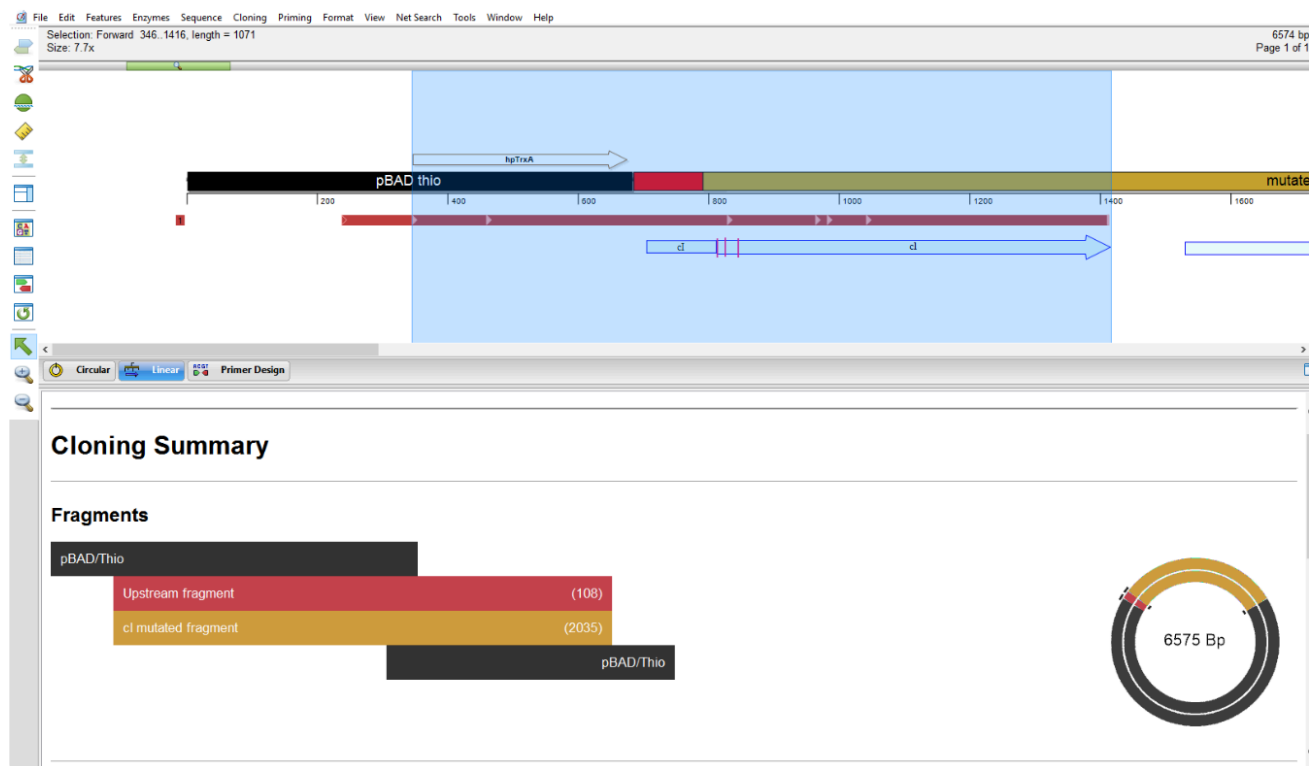 File Edit Features Enzymes Sequence Cloning Priming Format View Net Search Tools Window Help
Selection: Forward 346..1416, length = 1071
6574 bp
Size: 7.7x
Page 1 of 1
hpTrxA
pBAD thio
mutate
200 400 600 800 1000 1200 1400 1600
1
cI cI
Circular Linear Primer Design
Cloning Summary
Fragments
pBAD/Thio
Upstream fragment (108)
cI mutated fragment (2035)
pBAD/Thio
6575 Bp